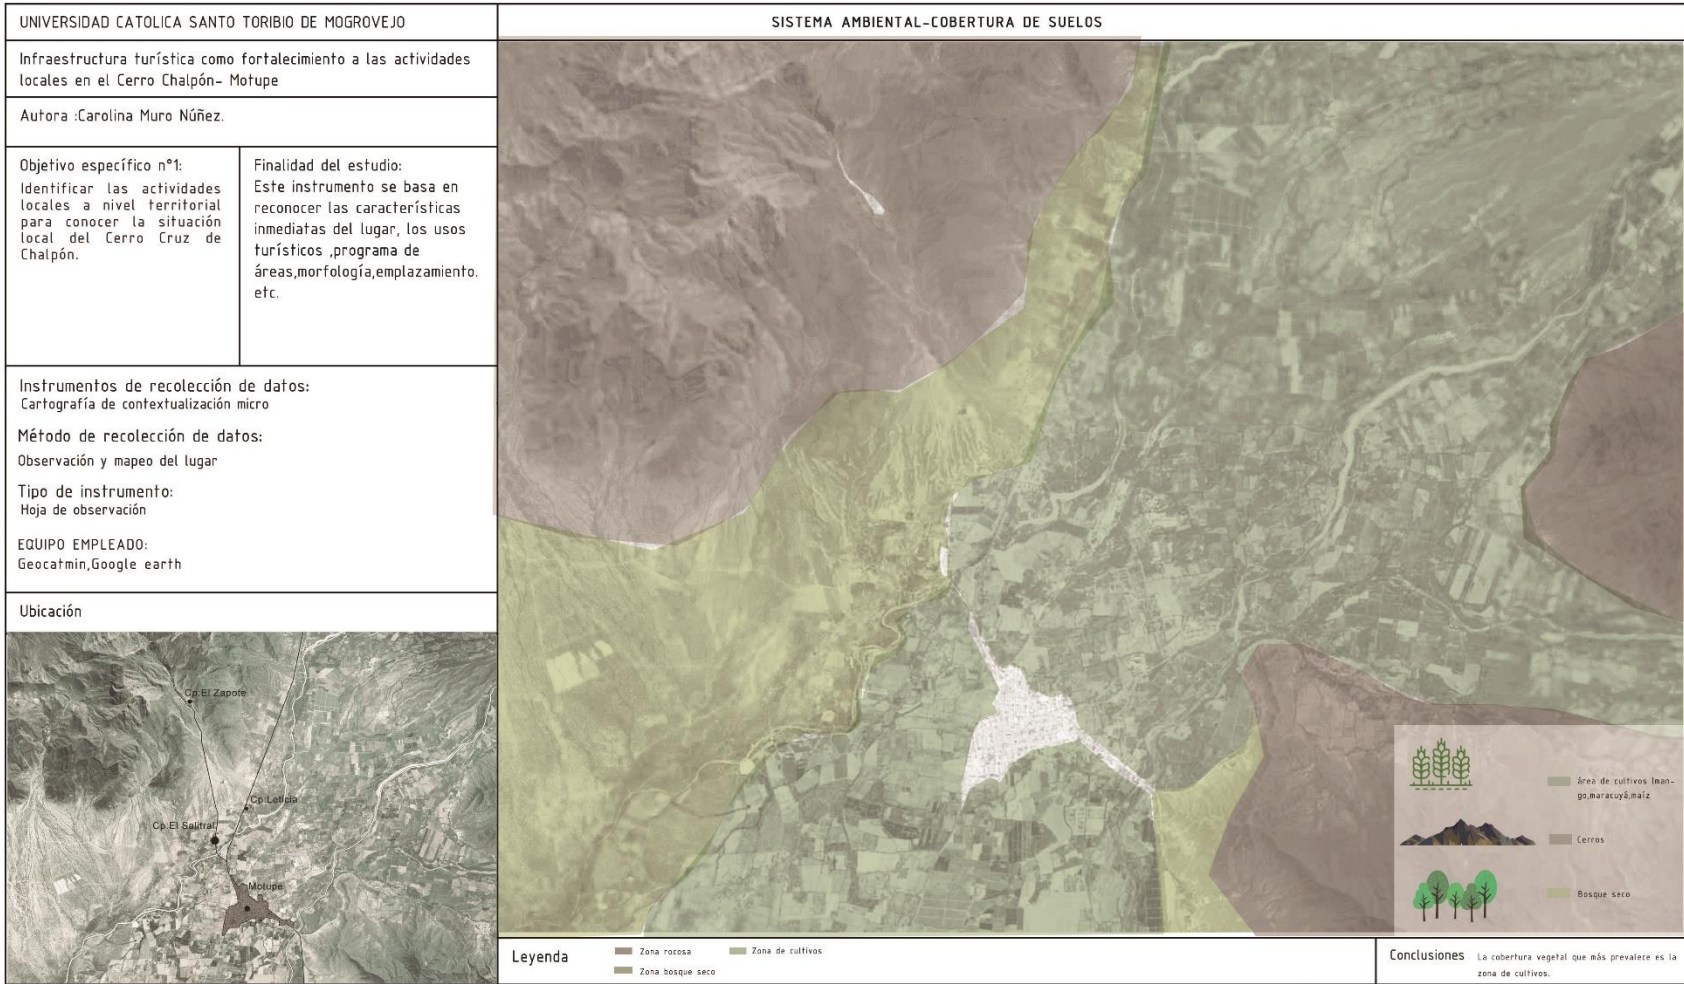 UNIVERSIDAD CATOLICA SANTO TORIBIO DE MOGROVEJO
Infraestructura turística como fortalecimiento a las actividades
locales en el Cerro Chalpón- Motupe
Autora :Carolina Muro Núñez.
Objetivo específico n°1:
Identificar las actividades
locales a nivel territorial
para conocer la situación
local del Cerro Cruz de
Chalpón.
Finalidad del estudio:
Este instrumento se basa en
reconocer las características
inmediatas del lugar, los usos
turísticos ,programa de
áreas,morfología,emplazamiento.
etc.
Instrumentos de recolección de datos:
Cartografía de contextualización micro
Método de recolección de datos:
Observación y mapeo del lugar
Tipo de instrumento:
Hoja de observación
EQUIPO EMPLEADO:
Geocatmin,Google earth
Ubicación
Cp:El Zapote
Cp:Leticia
Cp:El Salitral
Motupe
SISTEMA AMBIENTAL-COBERTURA DE SUELOS
área de cultivos (man-
go,maracuyá,maíz
Cerros
Bosque seco
Leyenda
Zona rocosa
Zona de cultivos
Zona bosque seco
Conclusiones
La cobertura vegetal que más prevalece es la
zona de cultivos.